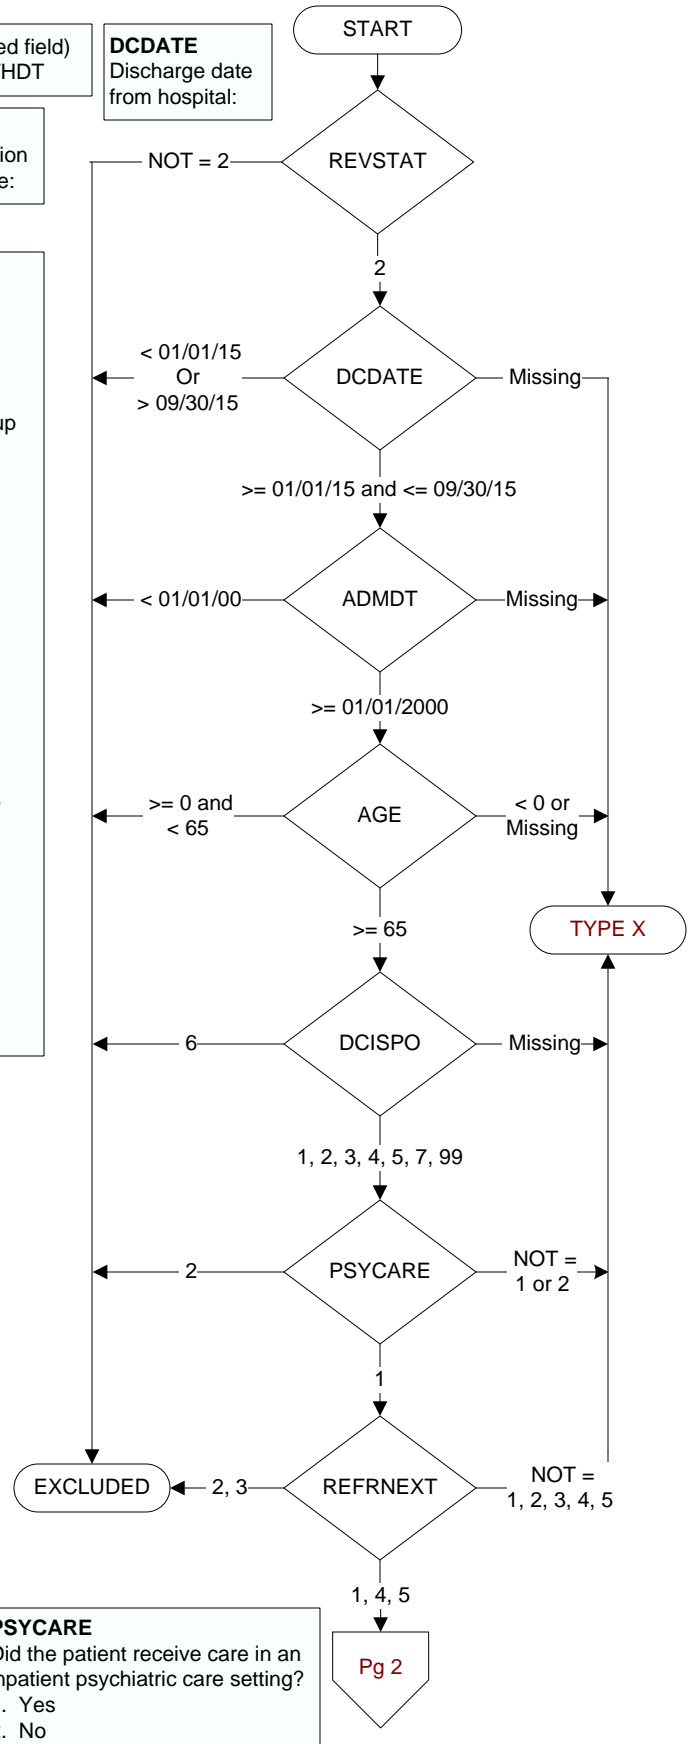 START
ed field)
HDT
DCDATE
Discharge date
from hospital:
ion
e:
NOT = 2
REVSTAT
2
< 01/01/15
Or
> 09/30/15
DCDATE
Missing
up
>= 01/01/15 and <= 09/30/15
< 01/01/00
ADMDT
Missing
>= 01/01/2000
>= 0 and
< 65
AGE
< 0 or
Missing
>= 65
TYPE X
6
DCISPO
Missing
1, 2, 3, 4, 5, 7, 99
2
PSYCARE
NOT =
1 or 2
1
EXCLUDED
2, 3
REFRNEXT
NOT =
1, 2, 3, 4, 5
1, 4, 5
PSYCARE
Did the patient receive care in an
npatient psychiatric care setting?
. Yes
. No
Pg 2